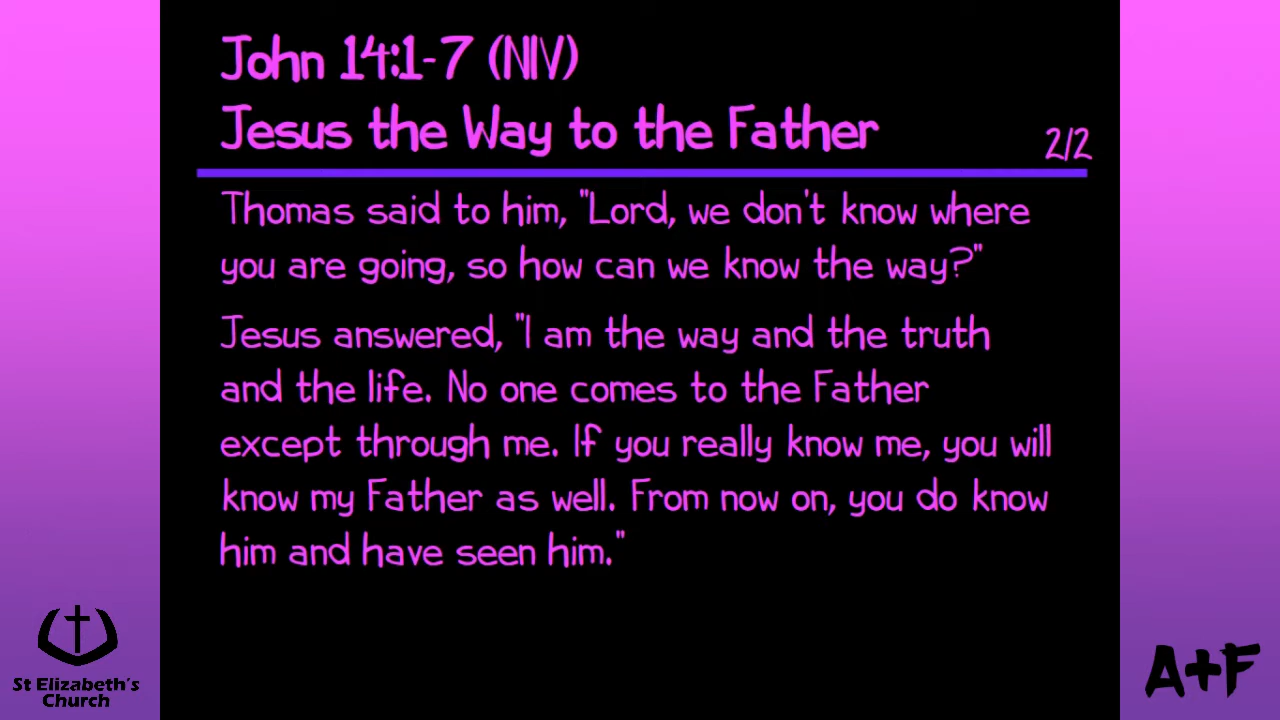 John 14:1-7 (NIV)
Jesus the Way to the Father
2/2
Thomas said to him, "Lord, we don't know where
you are going, so how can we know the way?"
Jesus answered, "I am the way and the truth
and the life. No one comes to the Father
except through me. If you really know me, you will
know my Father as well. From now on, you do know
him and have seen him."
St Elizabeth's
Church
A+F